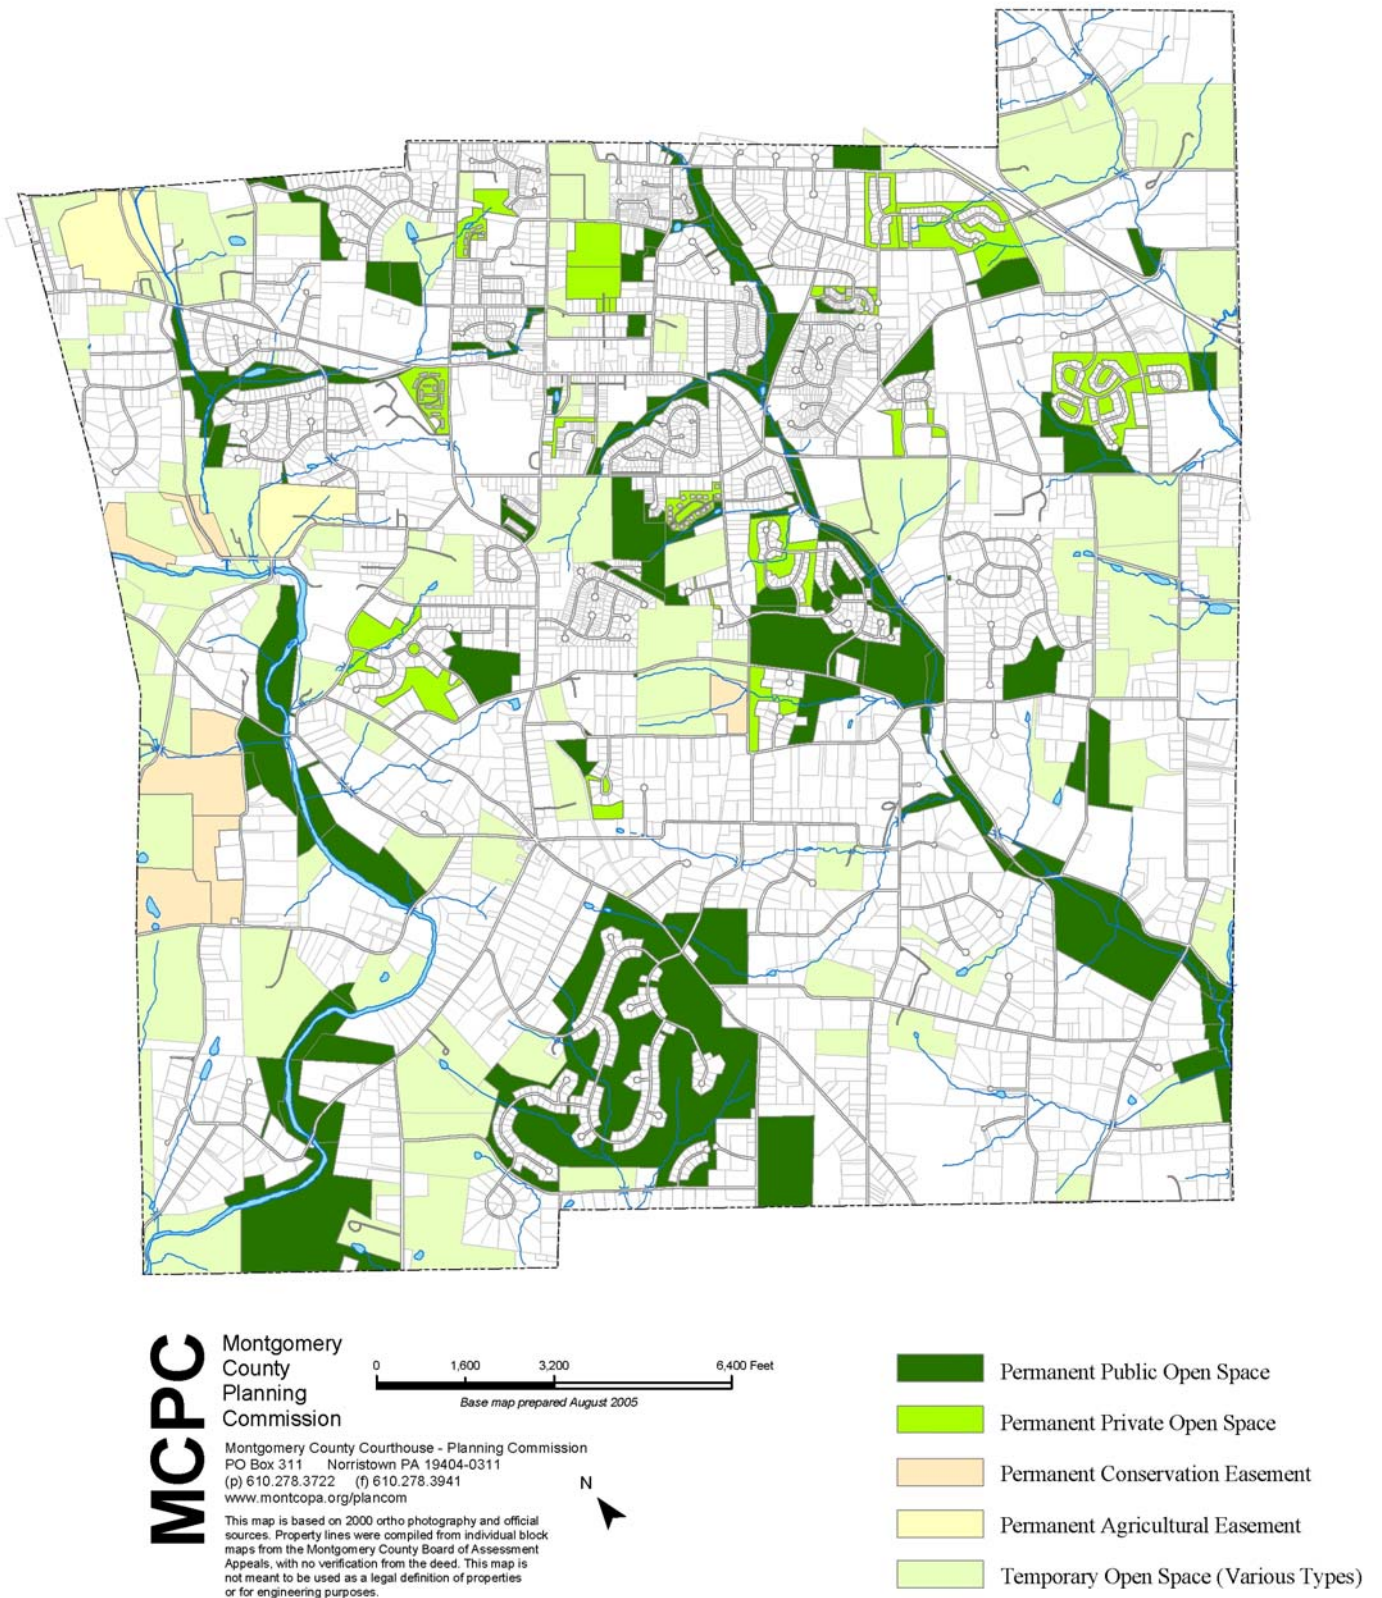 MCPC
Montgomery
County
Planning
Commission
0 1,600 3,200 6,400 Feet
Base map prepared August 2005
Montgomery County Courthouse - Planning Commission
PO Box 311 Norristown PA 19404-0311
(p) 610.278.3722 (f) 610.278.3941
www.montcopa.org/plancom
N
This map is based on 2000 ortho photography and official
sources. Property lines were compiled from individual block
maps from the Montgomery County Board of Assessment
Appeals, with no verification from the deed. This map is
not meant to be used as a legal definition of properties
or for engineering purposes.
Permanent Public Open Space
Permanent Private Open Space
Permanent Conservation Easement
Permanent Agricultural Easement
Temporary Open Space (Various Types)